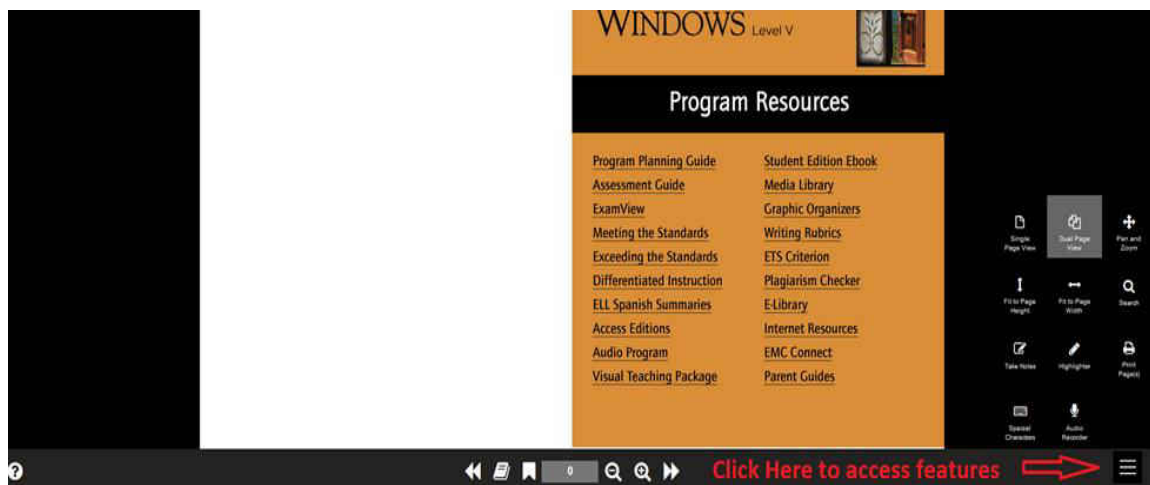 WINDOWS Level V
Program Resources
Program Planning Guide
Assessment Guide
ExamView
Meeting the Standards
Exceeding the Standards
Differentiated Instruction
ELL Spanish Summaries
Access Editions
Audio Program
Visual Teaching Package
Student Edition Ebook
Media Library
Graphic Organizers
Writing Rubrics
ETS Criterion
Plagiarism Checker
E-Library
Internet Resources
EMC Connect
Parent Guides
Single
Page View
Dual Page
View
Pan and
Zoom
Fit to Page
Height
Fit to Page
Width
Search
Take Notes
Highlighter
Print
Page(s)
Special
Characters
Audio
Recorder
?
0
Click Here to access features